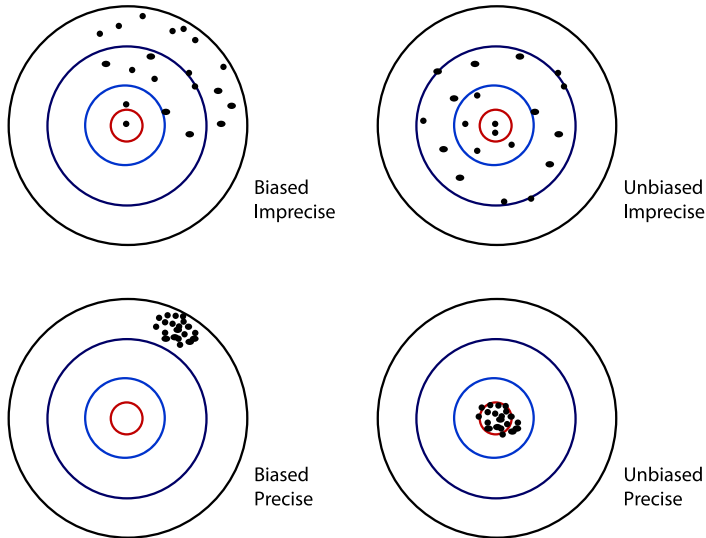 Biased
Imprecise
Unbiased
Imprecise
Biased
Precise
Unbiased
Precise